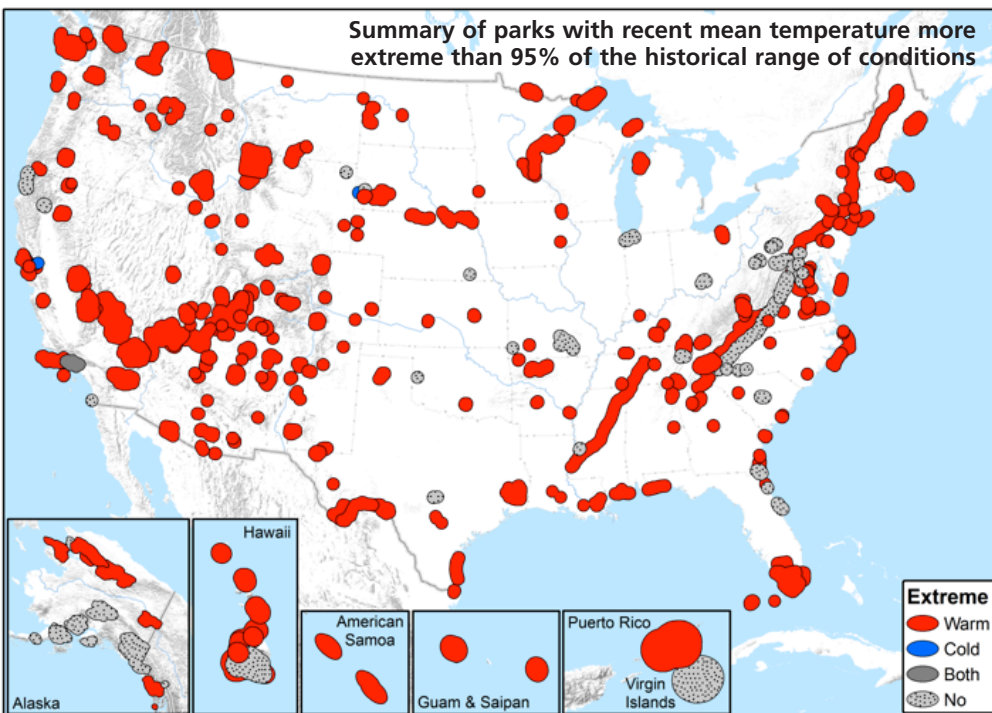 Summary of parks with recent mean temperature more
extreme than 95% of the historical range of conditions
Alaska
Hawaii
American
Samoa
Guam & Saipan
Puerto Rico
Virgin
Islands
Extreme
Warm
Cold
Both
No